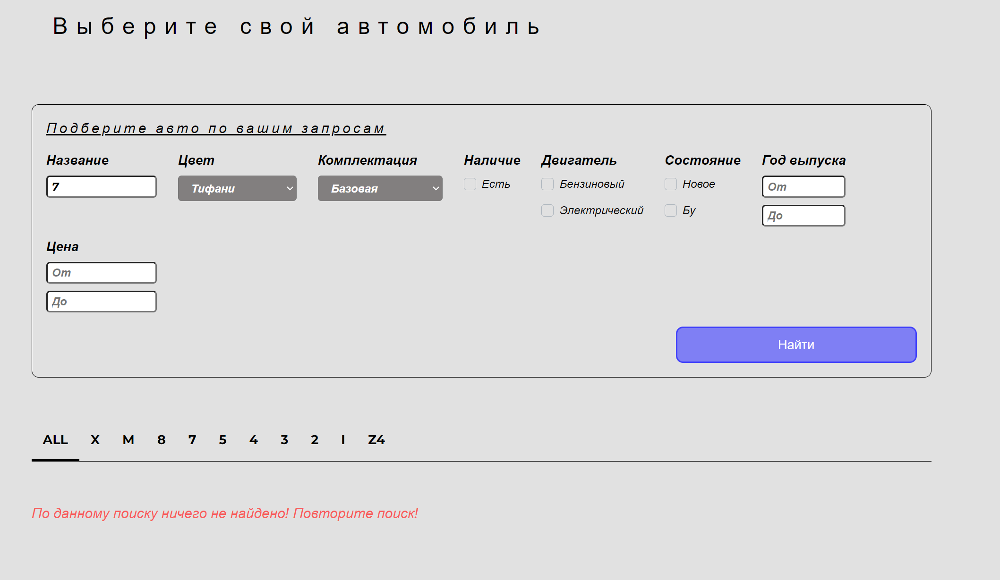 Выберите свой автомобиль
Подберите авто по вашим запросам
Название Цвет Комплектация Наличие Двигатель Состояние Год выпуска
7 Тифани Базовая Есть Бензиновый Новое От
Электрический Бу До
Цена
От
До
Найти
ALL X M 8 7 5 4 3 2 I Z4
По данному поиску ничего не найдено! Повторите поиск!